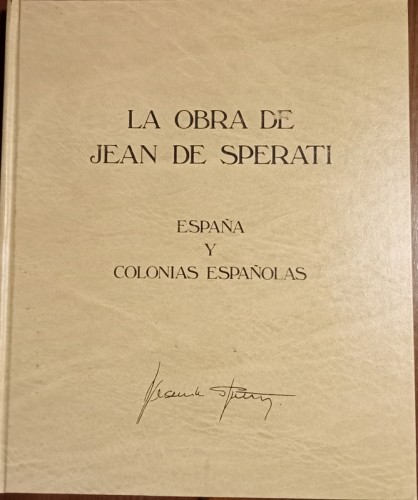 LA OBRA DE
JEAN DE SPERATI
ESPAÑA
Y
COLONIAS ESPAÑOLAS